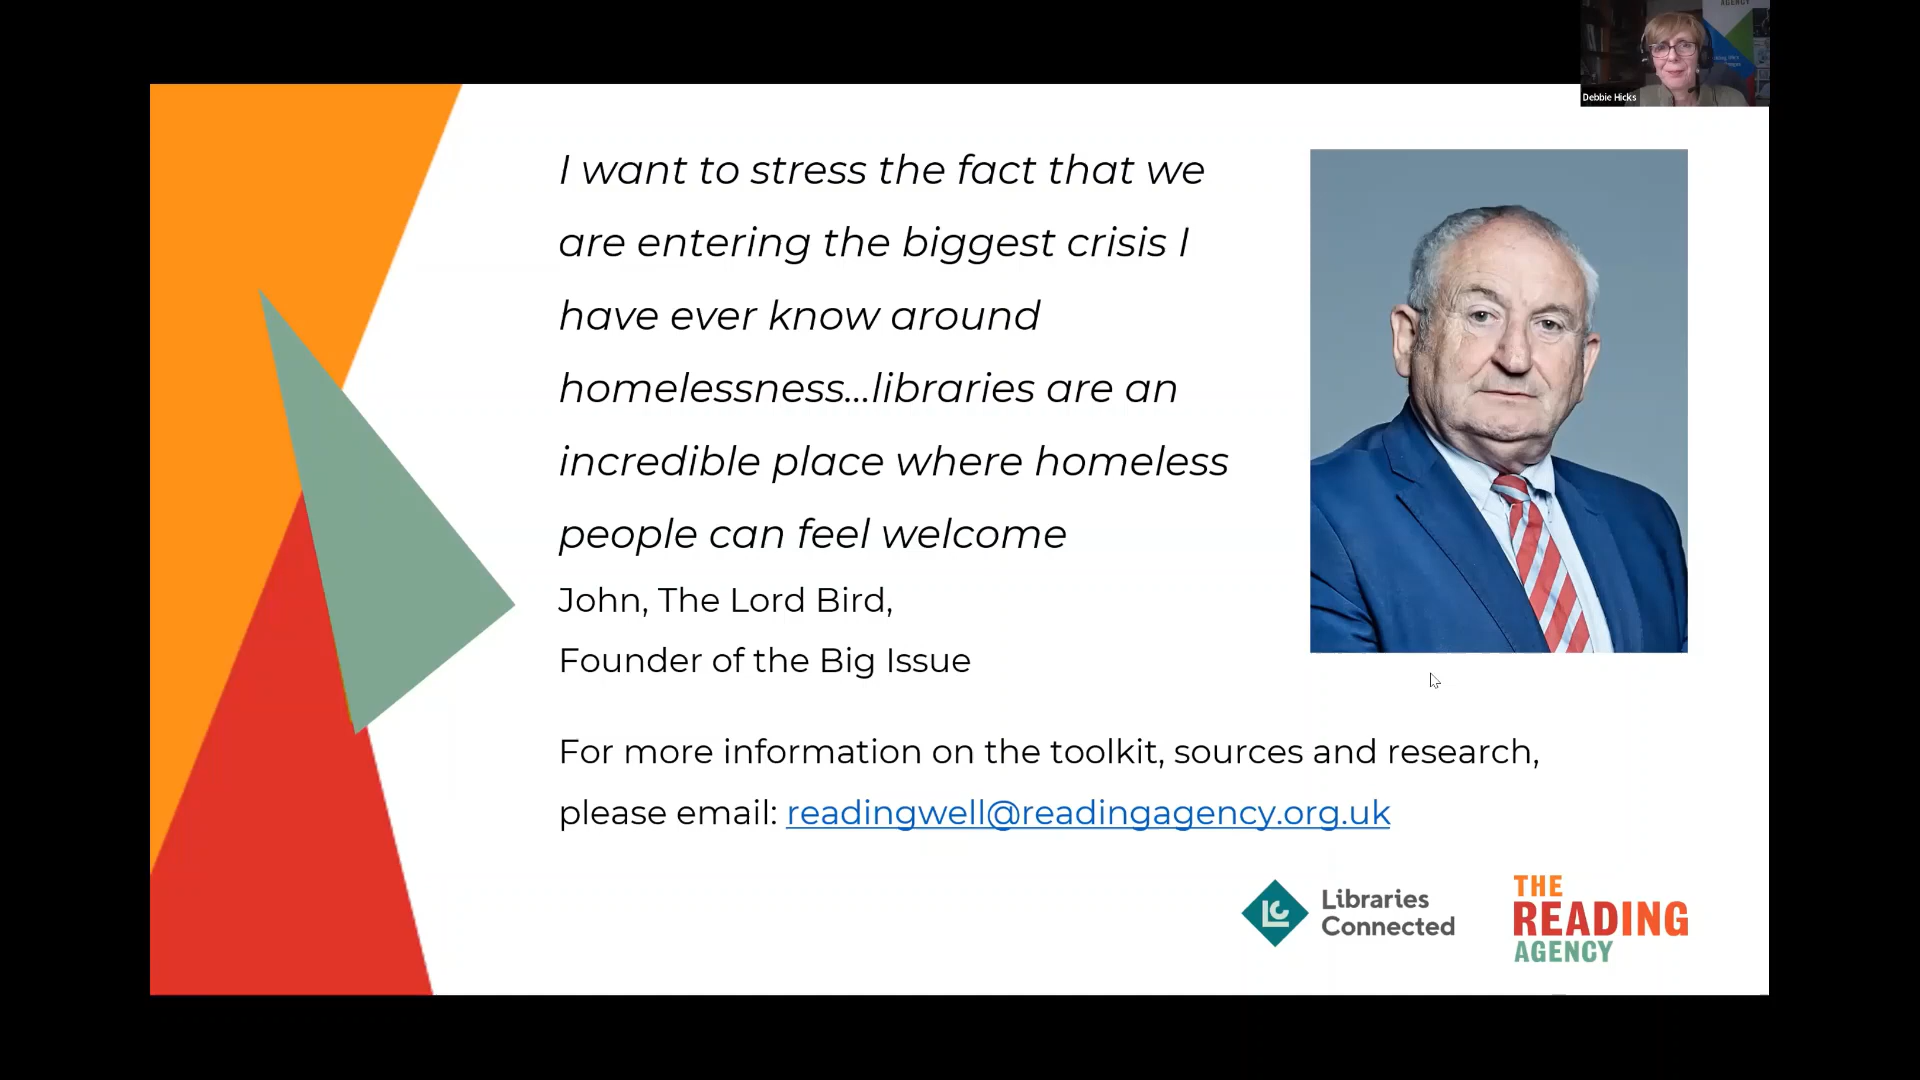 AGENCY
Debbie Hicks
I want to stress the fact that we
are entering the biggest crisis I
have ever know around
homelessness...libraries are an
incredible place where homeless
people can feel welcome
John, The Lord Bird,
Founder of the Big Issue
For more information on the toolkit, sources and research,
please email: readingwell@readingagency.org.uk
LC
Libraries
Connected
THE
READING
AGENCY